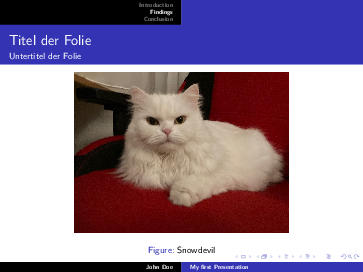 Introduction
Findings
Conclusion
Titel der Folie
Untertitel der Folie
Figure: Snowdevil
John Doe
My first Presentation